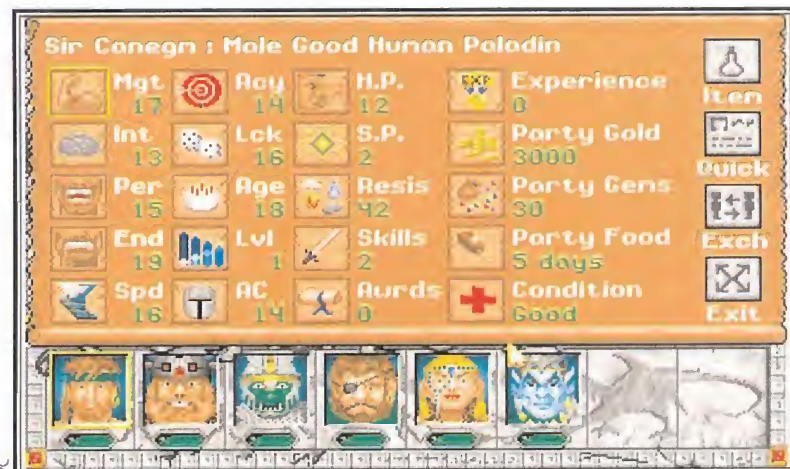 Sir Canegm : Male Good Human Paladin
Mgt Acy H.P. Experience
17 14 12 0
Item
Int Lck S.P. Party Gold
13 16 2 3000
Quick
Per Age Resis Party Gems
15 18 42 30
Exch
End Lvl Skills Party Food
19 1 2 5 days
Spd AC Awrds Condition
16 14 0 Good
Exit